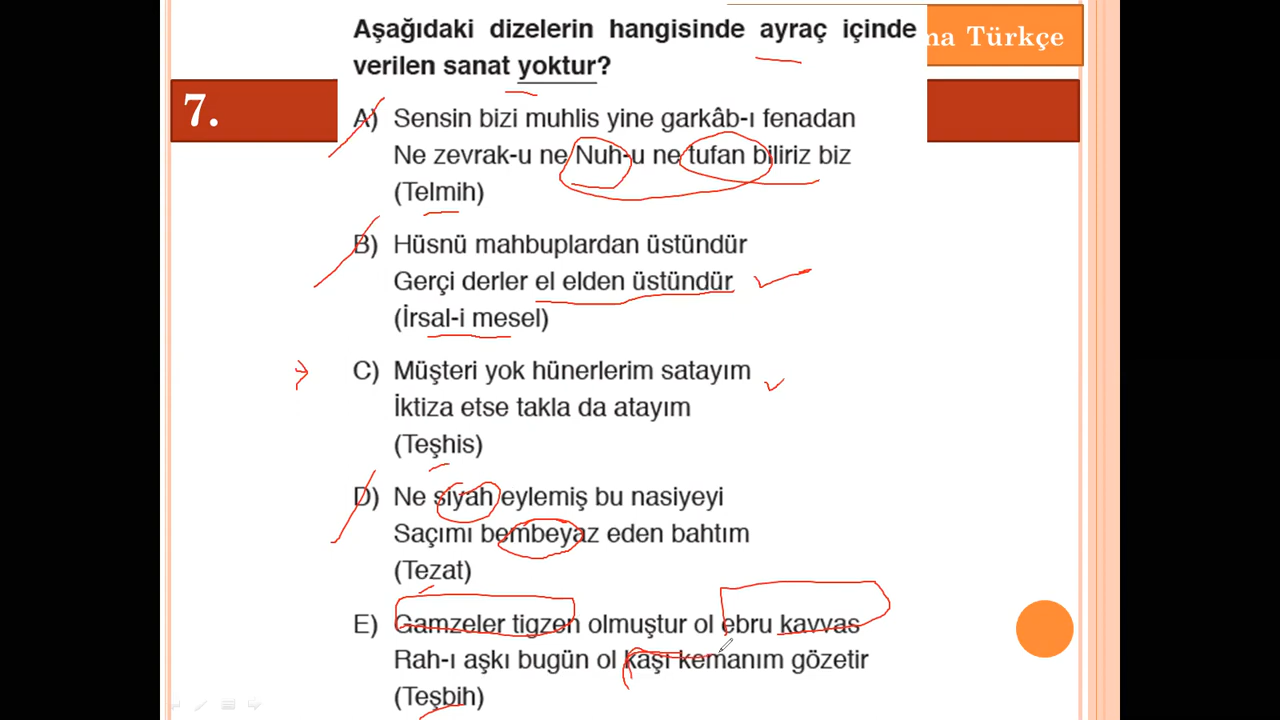 Aşağıdaki dizelerin hangisinde ayraç içinde
verilen sanat yoktur?
Türkçe
7.
A) Sensin bizi muhlis yine garkâb-ı fenadan
Ne zevrak-u ne Nuh-u ne tufan biliriz biz
(Telmih)
B) Hüsnü mahbuplardan üstündür
Gerçi derler el elden üstündür
(İrsal-i mesel)
C) Müşteri yok hünerlerim satayım
İktiza etse takla da atayım
(Teşhis)
D) Ne siyah eylemiş bu nasiyeyi
Saçımı bembeyaz eden bahtım
(Tezat)
E) Gamzeler tigzen olmuştur ol ebru kavvas
Rah-ı aşkı bugün ol kaşı kemanım gözetir
(Teşbih)